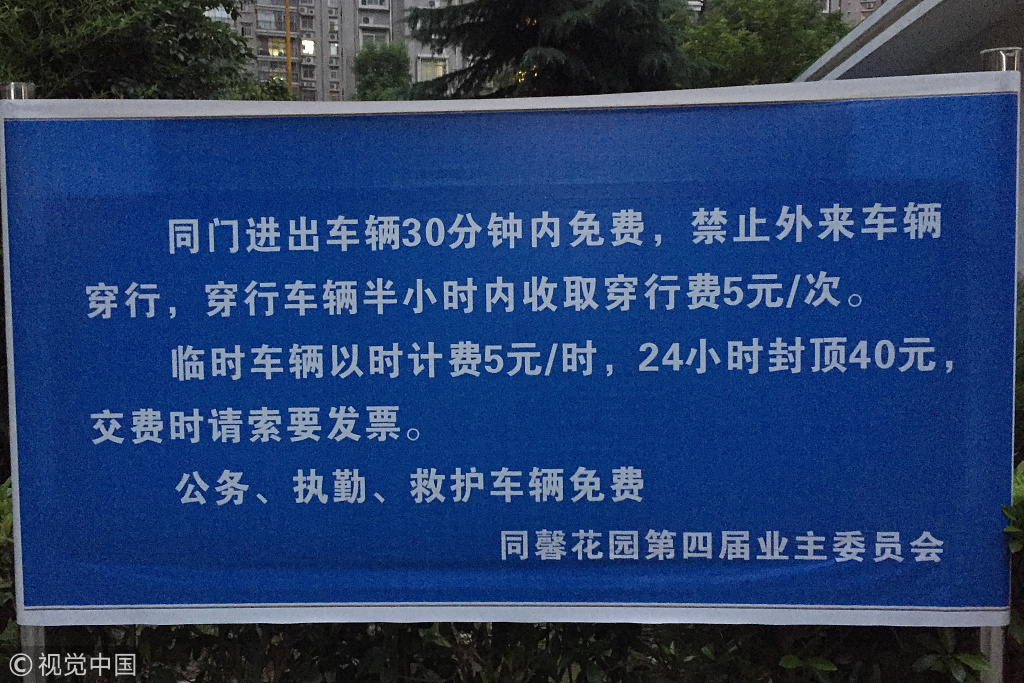 同门进出车辆30分钟内免费，禁止外来车辆
穿行，穿行车辆半小时内收取穿行费5元/次。
临时车辆以时计费5元/时，24小时封顶40元，
交费时请索要发票。
公务、执勤、救护车辆免费
同馨花园第四届业主委员会
©视觉中国